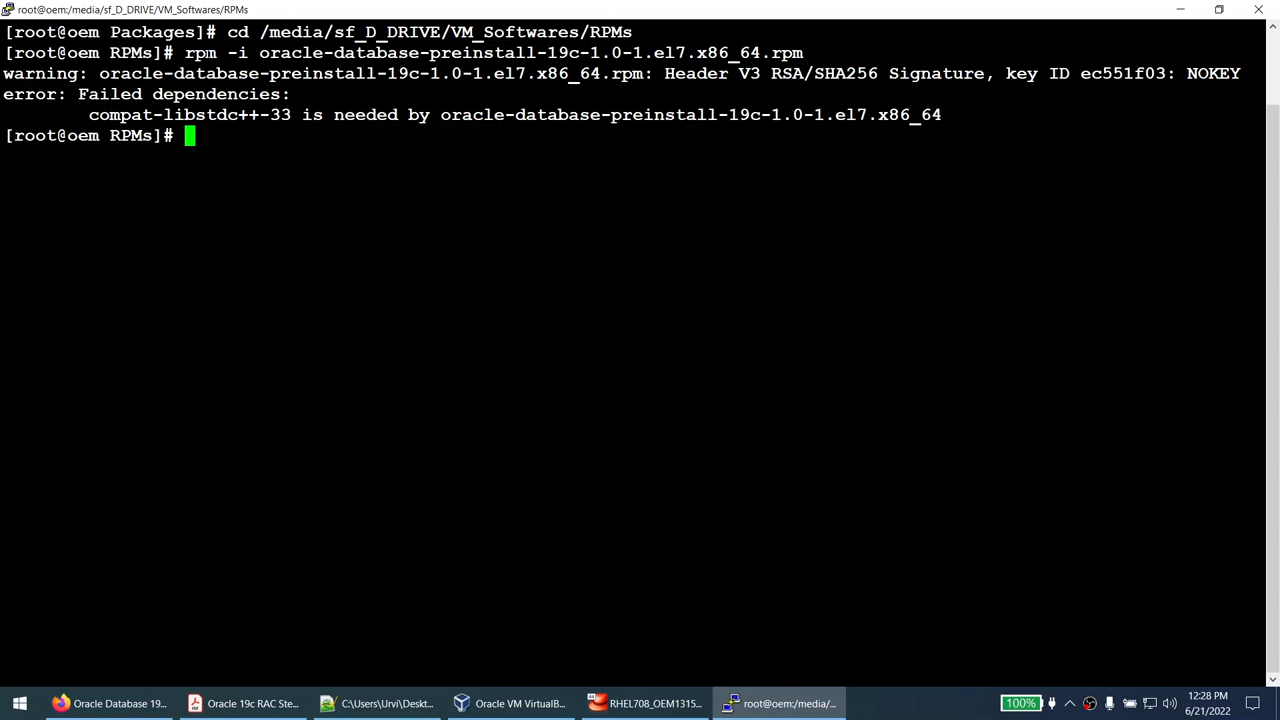 root@oem:/media/sf_D_DRIVE/VM_Softwares/RPMs
[root@oem Packages]# cd /media/sf_D_DRIVE/VM_Softwares/RPMs
[root@oem RPMs]# rpm -i oracle-database-preinstall-19c-1.0-1.el7.x86_64.rpm
warning: oracle-database-preinstall-19c-1.0-1.el7.x86_64.rpm: Header V3 RSA/SHA256 Signature, key ID ec551f03: NOKEY
error: Failed dependencies:
compat-libstdc++-33 is needed by oracle-database-preinstall-19c-1.0-1.el7.x86_64
[root@oem RPMs]#
Oracle Database 19... Oracle 19c RAC Ste... C:\Users\Urvi\Deskt... Oracle VM VirtualB... RHEL708_OEM1315... root@oem:/media/... 100% 12:28 PM
6/21/2022